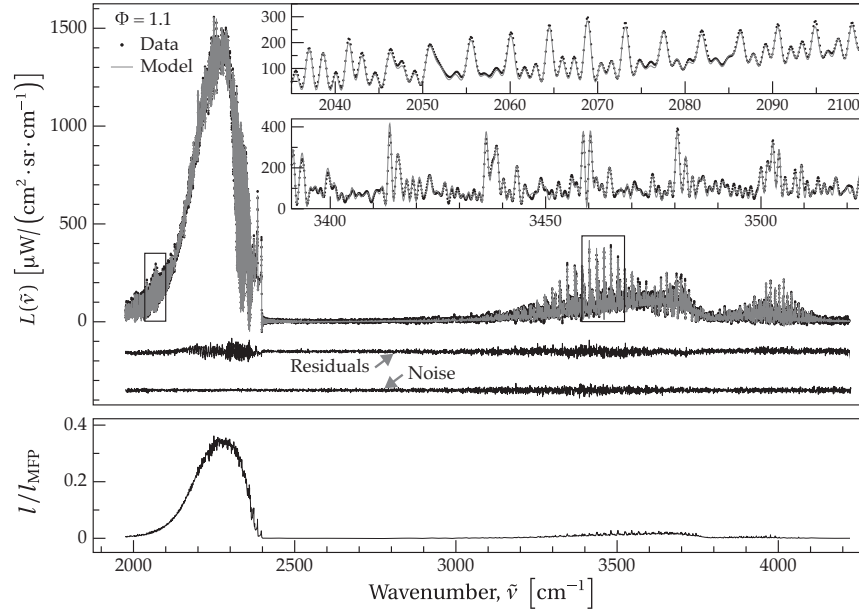 Φ = 1.1
Data
Model
1500
1000
500
0
L(ṽ) [μW/(cm²·sr·cm⁻¹)]
300
200
100
2040 2050 2060 2070 2080 2090 2100
400
200
0
3400 3450 3500
Residuals
Noise
0.4
0.2
0
l/l_MFP
2000 2500 3000 3500 4000
Wavenumber, ṽ [cm⁻¹]